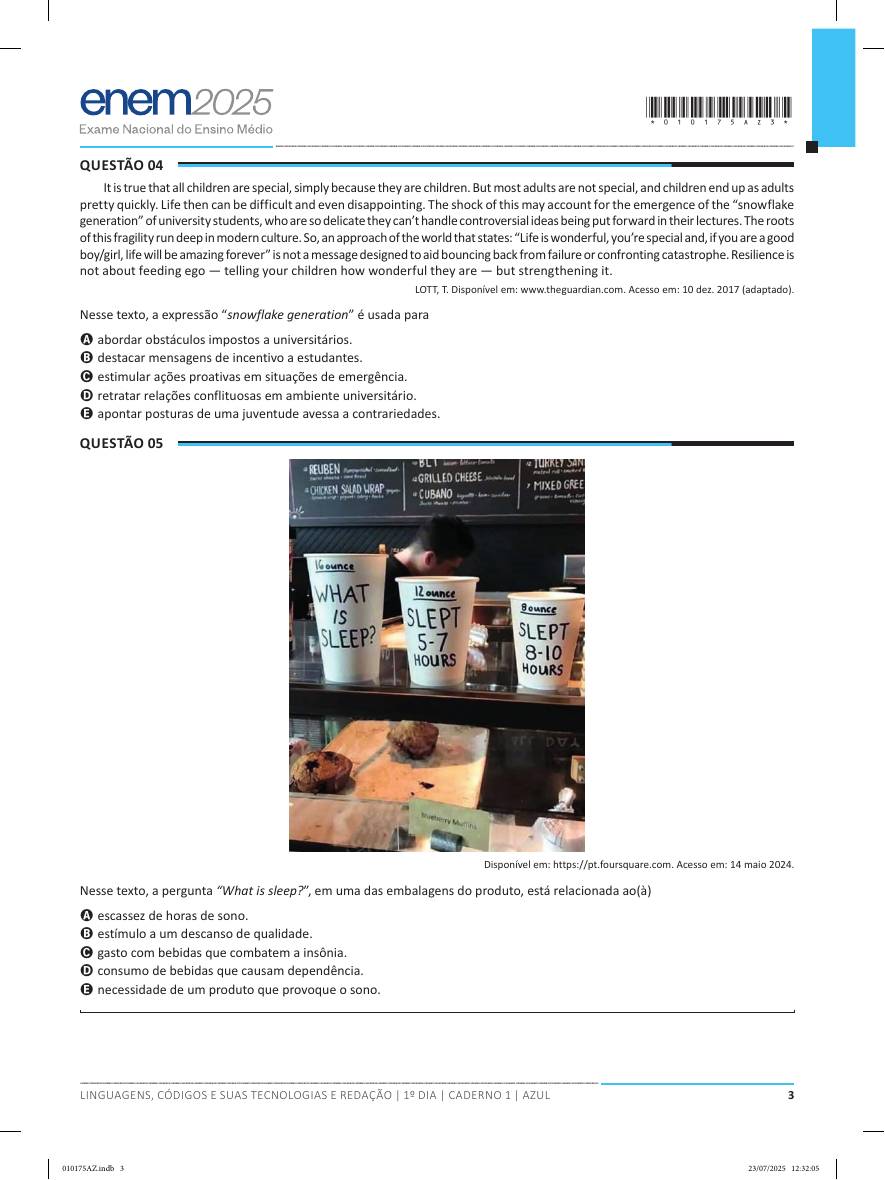 enem2025
Exame Nacional do Ensino Médio
*010175AZ3*
QUESTÃO 04
It is true that all children are special, simply because they are children. But most adults are not special, and children end up as adults
pretty quickly. Life then can be difficult and even disappointing. The shock of this may account for the emergence of the “snowflake
generation” of university students, who are so delicate they can’t handle controversial ideas being put forward in their lectures. The roots
of this fragility run deep in modern culture. So, an approach of the world that states: “Life is wonderful, you’re special and, if you are a good
boy/girl, life will be amazing forever” is not a message designed to aid bouncing back from failure or confronting catastrophe. Resilience is
not about feeding ego — telling your children how wonderful they are — but strengthening it.
LOTT, T. Disponível em: www.theguardian.com. Acesso em: 10 dez. 2017 (adaptado).
Nesse texto, a expressão “snowflake generation” é usada para
A abordar obstáculos impostos a universitários.
B destacar mensagens de incentivo a estudantes.
C estimular ações proativas em situações de emergência.
D retratar relações conflituosas em ambiente universitário.
E apontar posturas de uma juventude avessa a contrariedades.
QUESTÃO 05
REUBEN
CHICKEN SALAD WRAP
BLT
GRILLED CHEESE
CUBANO
TURKEY SAN
MIXED GREE
16 ounce
WHAT
IS
SLEEP?
12 ounce
SLEPT
5-7
HOURS
8 ounce
SLEPT
8-10
HOURS
Blueberry Muffins
Disponível em: https://pt.foursquare.com. Acesso em: 14 maio 2024.
Nesse texto, a pergunta “What is sleep?”, em uma das embalagens do produto, está relacionada ao(à)
A escassez de horas de sono.
B estímulo a um descanso de qualidade.
C gasto com bebidas que combatem a insônia.
D consumo de bebidas que causam dependência.
E necessidade de um produto que provoque o sono.
LINGUAGENS, CÓDIGOS E SUAS TECNOLOGIAS E REDAÇÃO | 1º DIA | CADERNO 1 | AZUL
3
010175AZ.indb 3
23/07/2025 12:32:05